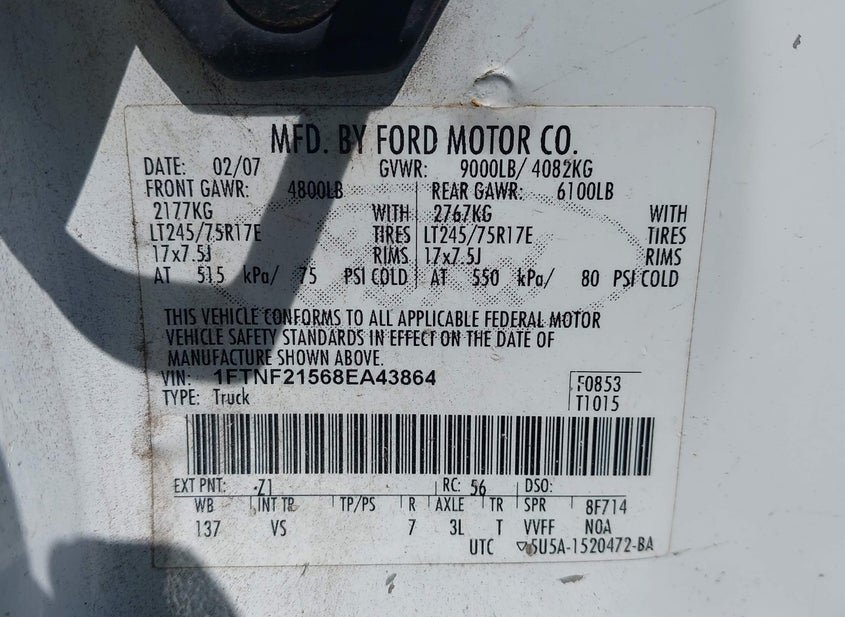 MFD. BY FORD MOTOR CO.
DATE: 02/07 GVWR: 9000LB/ 4082KG
FRONT GAWR: 4800LB REAR GAWR: 6100LB
2177KG WITH 2767KG WITH
LT245/75R17E TIRES LT245/75R17E TIRES
17x7.5J RIMS 17x7.5J RIMS
AT 515 kPa/ 75 PSI COLD AT 550 kPa/ 80 PSI COLD
THIS VEHICLE CONFORMS TO ALL APPLICABLE FEDERAL MOTOR
VEHICLE SAFETY STANDARDS IN EFFECT ON THE DATE OF
MANUFACTURE SHOWN ABOVE.
VIN: 1FTNF21568EA43864 F0853
TYPE: Truck T1015
EXT PNT: Z1 RC: 56 DSO:
WB INT TR TP/PS R AXLE TR SPR 8F714
137 VS 7 3L T VVFF NOA
UTC ▽5U5A-1520472-BA